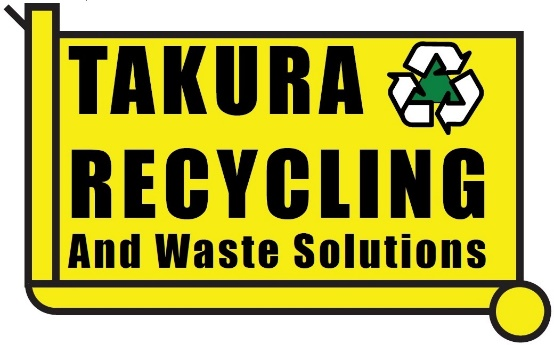 TAKURA
RECYCLING
And Waste Solutions